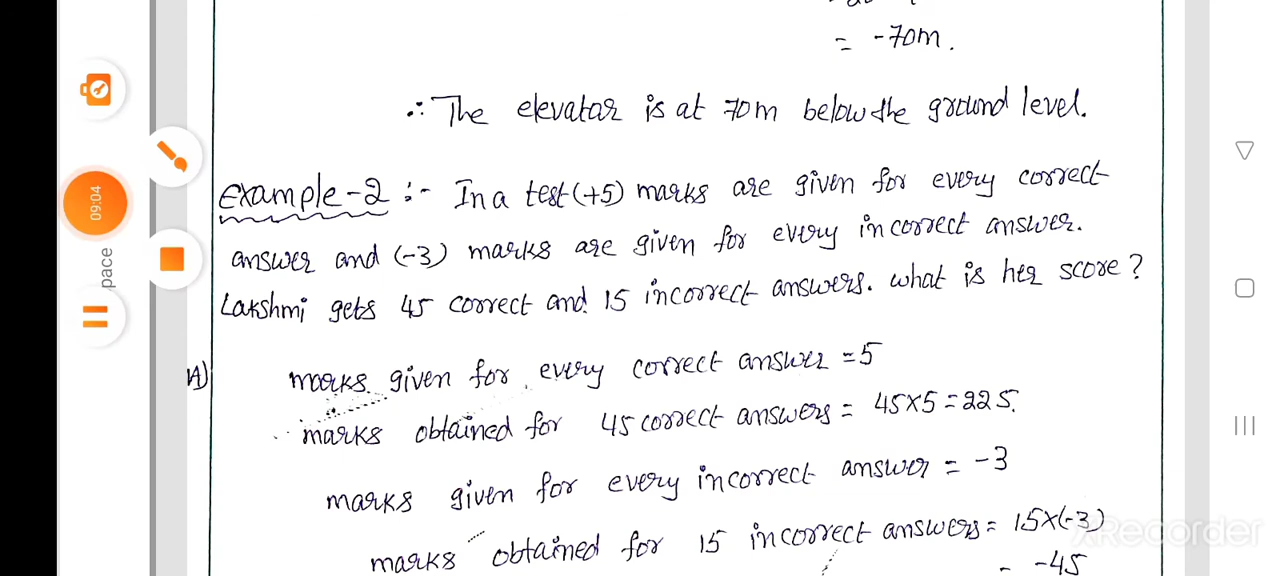 = -70m.
∴ The elevator is at 70m below the ground level.
Example-2 :- In a test (+5) marks are given for every correct
answer and (-3) marks are given for every incorrect answer.
Lakshmi gets 45 correct and 15 incorrect answers. what is her score?
A) marks given for every correct answer = 5
marks obtained for 45 correct answers = 45×5 = 225.
marks given for every incorrect answer = -3
marks obtained for 15 incorrect answers = 15×(-3)
= -45
09:04
pace
XRecorder